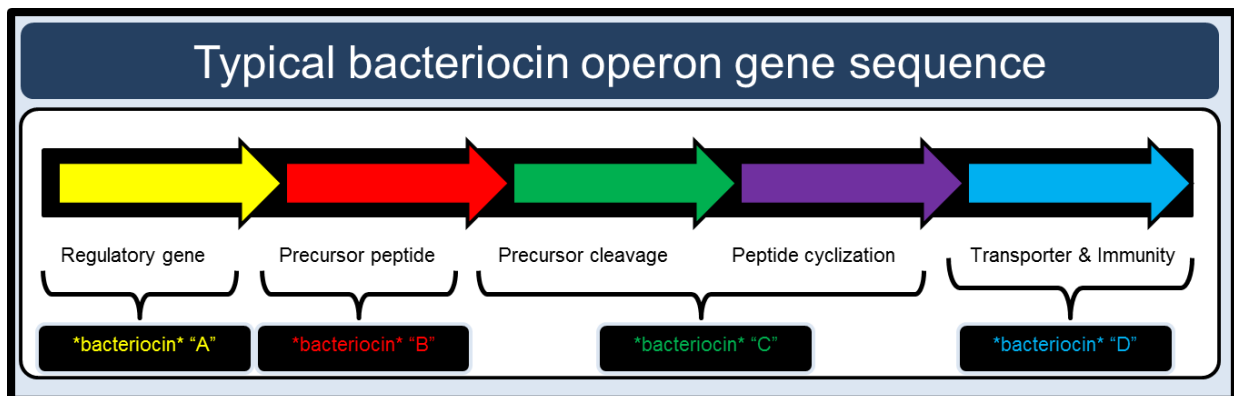 Typical bacteriocin operon gene sequence
Regulatory gene
Precursor peptide
Precursor cleavage
Peptide cyclization
Transporter & Immunity
*bacteriocin* “A”
*bacteriocin* “B”
*bacteriocin* “C”
*bacteriocin* “D”